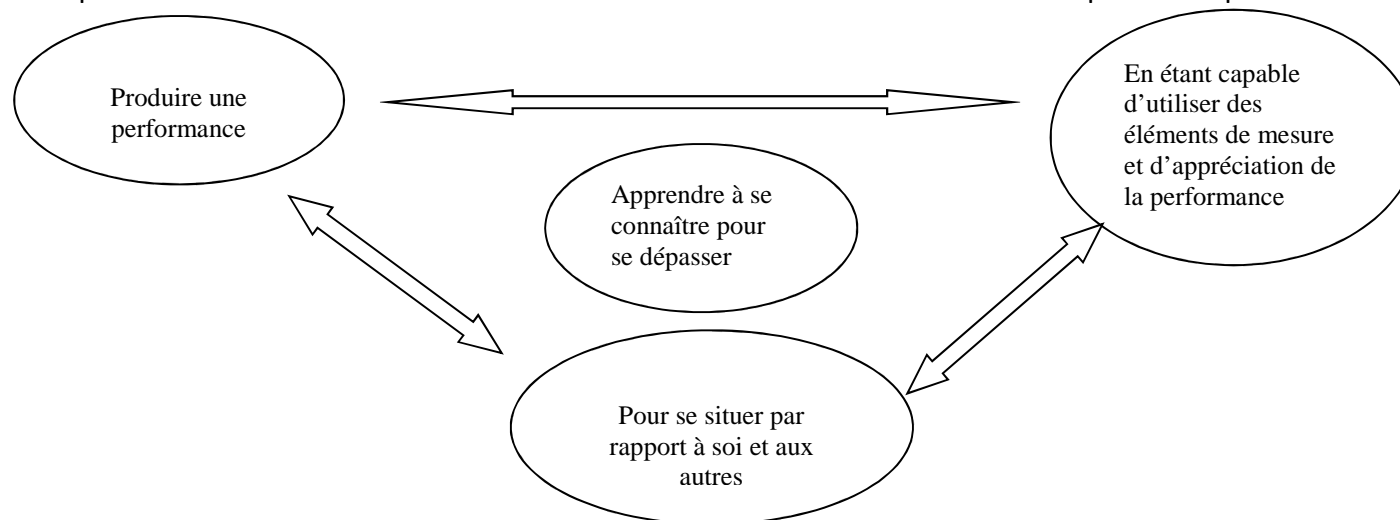 Produire une
performance
En étant capable
d’utiliser des
éléments de mesure
et d’appréciation de
la performance
Apprendre à se
connaître pour
se dépasser
Pour se situer par
rapport à soi et aux
autres